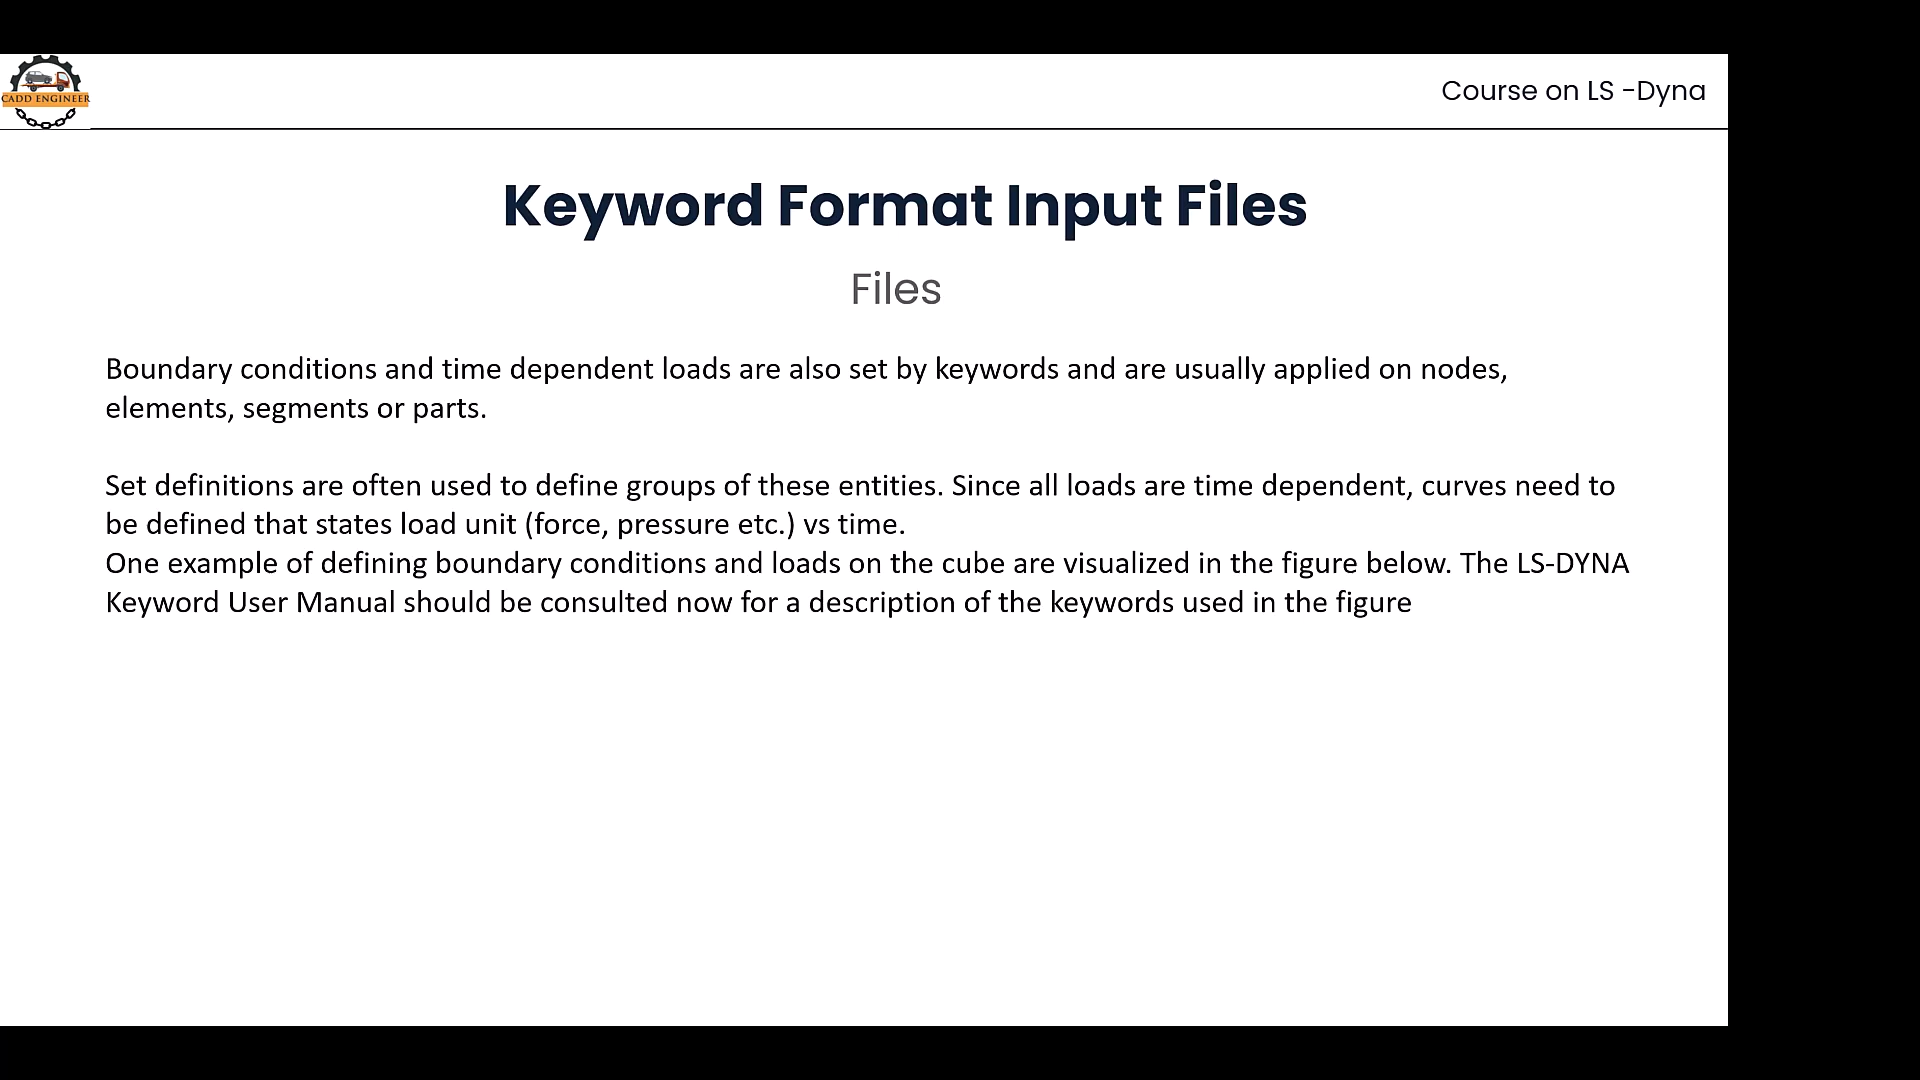 CADD ENGINEER
Course on LS -Dyna
Keyword Format Input Files
Files
Boundary conditions and time dependent loads are also set by keywords and are usually applied on nodes,
elements, segments or parts.
Set definitions are often used to define groups of these entities. Since all loads are time dependent, curves need to
be defined that states load unit (force, pressure etc.) vs time.
One example of defining boundary conditions and loads on the cube are visualized in the figure below. The LS-DYNA
Keyword User Manual should be consulted now for a description of the keywords used in the figure